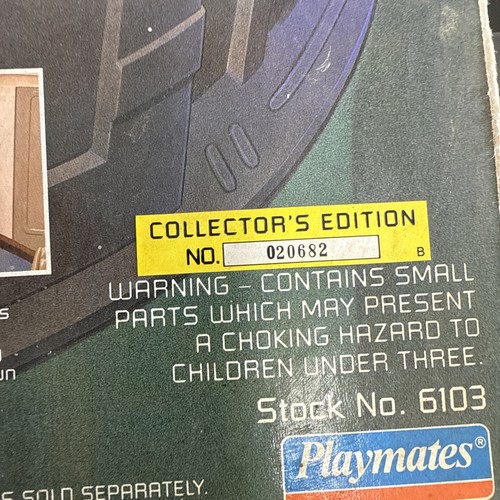 COLLECTOR'S EDITION
NO. 020682 B
WARNING - CONTAINS SMALL
PARTS WHICH MAY PRESENT
A CHOKING HAZARD TO
CHILDREN UNDER THREE.
Stock No. 6103
Playmates®
SOLD SEPARATELY.